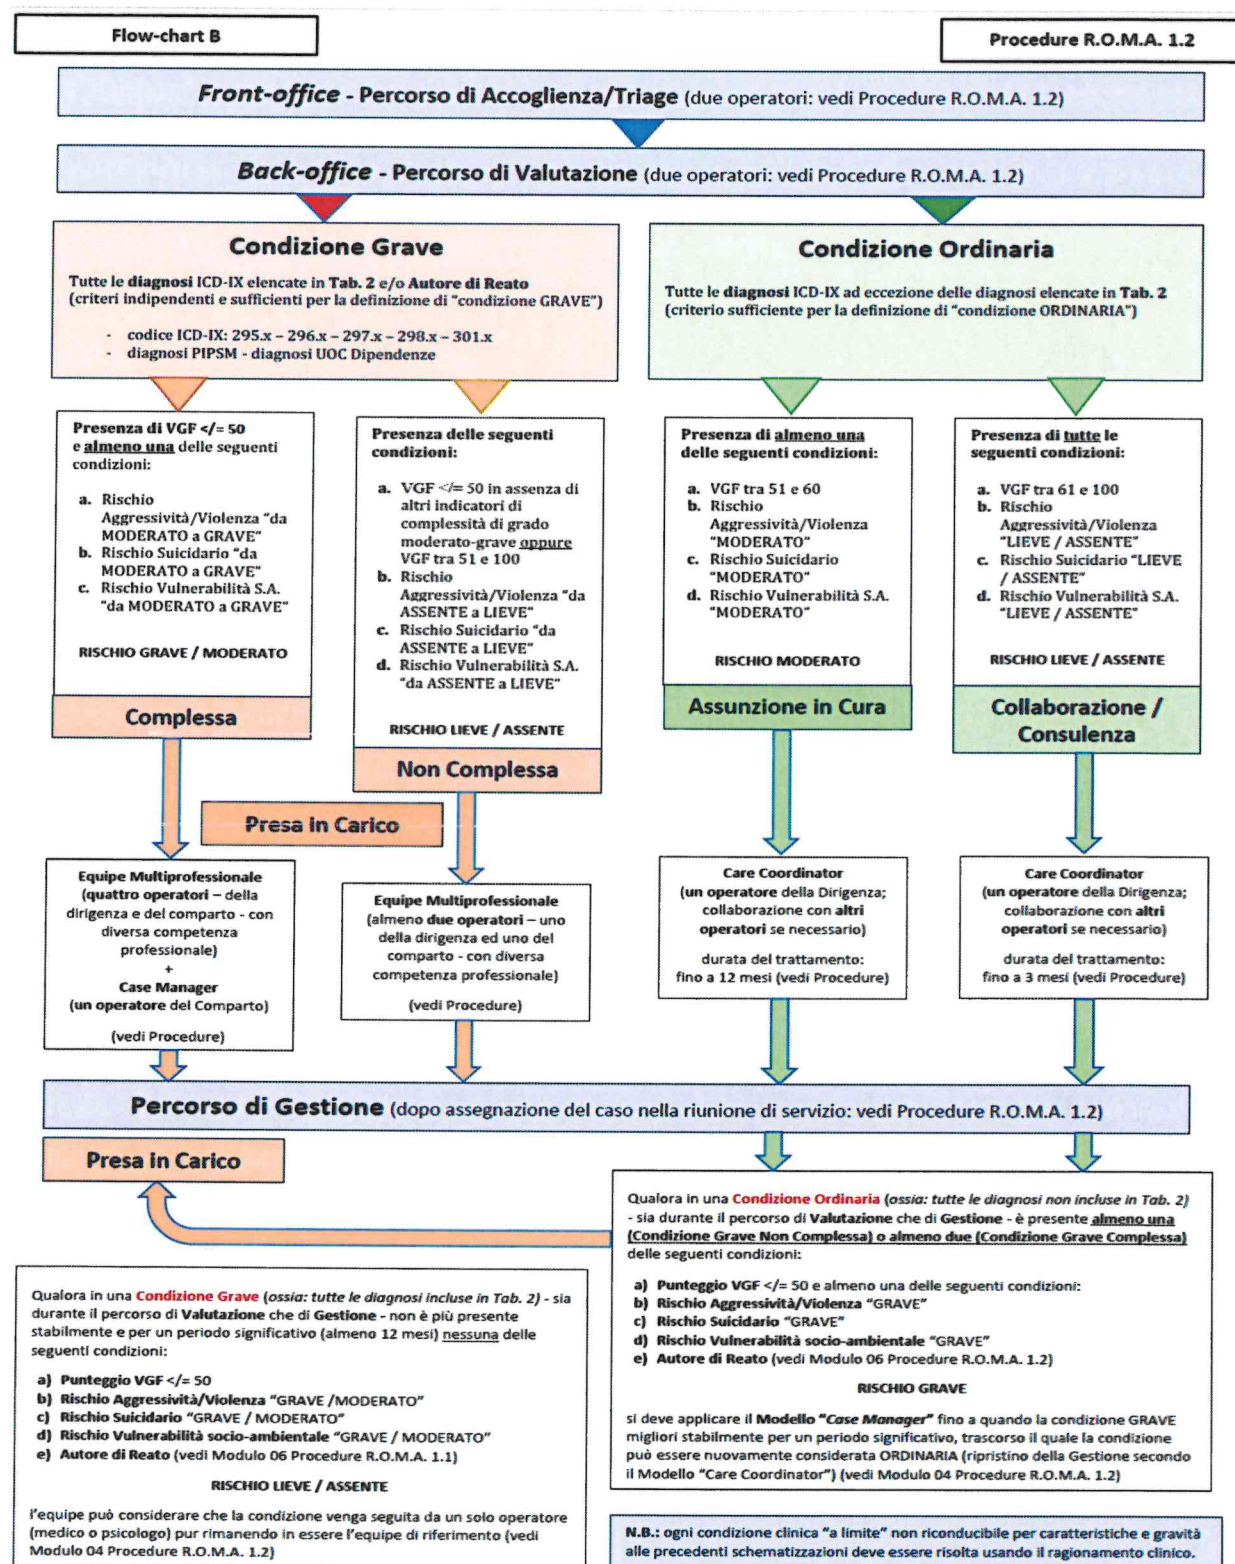 Flow-chart B
Procedure R.O.M.A. 1.2
Front-office - Percorso di Accoglienza/Triage (due operatori: vedi Procedure R.O.M.A. 1.2)
Back-office - Percorso di Valutazione (due operatori: vedi Procedure R.O.M.A. 1.2)
Condizione Grave
Tutte le diagnosi ICD-IX elencate in Tab. 2 e/o Autore di Reato
(criteri indipendenti e sufficienti per la definizione di "condizione GRAVE")
- codice ICD-IX: 295.x – 296.x – 297.x – 298.x – 301.x
- diagnosi PIPSM - diagnosi UOC Dipendenze
Condizione Ordinaria
Tutte le diagnosi ICD-IX ad eccezione delle diagnosi elencate in Tab. 2
(criterio sufficiente per la definizione di "condizione ORDINARIA")
Presenza di VGF </= 50
e almeno una delle seguenti
condizioni:
a. Rischio
Aggressività/Violenza "da
MODERATO a GRAVE"
b. Rischio Suicidario "da
MODERATO a GRAVE"
c. Rischio Vulnerabilità S.A.
"da MODERATO a GRAVE"
RISCHIO GRAVE / MODERATO
Complessa
Presenza delle seguenti
condizioni:
a. VGF </= 50 in assenza di
altri indicatori di
complessità di grado
moderato-grave oppure
VGF tra 51 e 100
b. Rischio
Aggressività/Violenza "da
ASSENTE a LIEVE"
c. Rischio Suicidario "da
ASSENTE a LIEVE"
d. Rischio Vulnerabilità S.A.
"da ASSENTE a LIEVE"
RISCHIO LIEVE / ASSENTE
Non Complessa
Presenza di almeno una
delle seguenti condizioni:
a. VGF tra 51 e 60
b. Rischio
Aggressività/Violenza
"MODERATO"
c. Rischio Suicidario
"MODERATO"
d. Rischio Vulnerabilità S.A.
"MODERATO"
RISCHIO MODERATO
Assunzione in Cura
Presenza di tutte le
seguenti condizioni:
a. VGF tra 61 e 100
b. Rischio
Aggressività/Violenza
"LIEVE / ASSENTE"
c. Rischio Suicidario "LIEVE
/ ASSENTE"
d. Rischio Vulnerabilità S.A.
"LIEVE / ASSENTE"
RISCHIO LIEVE / ASSENTE
Collaborazione /
Consulenza
Presa in Carico
Equipe Multiprofessionale
(quattro operatori – della
dirigenza e del comparto - con
diversa competenza
professionale)
+
Case Manager
(un operatore del Comparto)
(vedi Procedure)
Equipe Multiprofessionale
(almeno due operatori – uno
della dirigenza ed uno del
comparto - con diversa
competenza professionale)
(vedi Procedure)
Care Coordinator
(un operatore della Dirigenza;
collaborazione con altri
operatori se necessario)
durata del trattamento:
fino a 12 mesi (vedi Procedure)
Care Coordinator
(un operatore della Dirigenza;
collaborazione con altri
operatori se necessario)
durata del trattamento:
fino a 3 mesi (vedi Procedure)
Percorso di Gestione (dopo assegnazione del caso nella riunione di servizio: vedi Procedure R.O.M.A. 1.2)
Presa in Carico
Qualora in una Condizione Grave (ossia: tutte le diagnosi incluse in Tab. 2) - sia
durante il percorso di Valutazione che di Gestione - non è più presente
stabilmente e per un periodo significativo (almeno 12 mesi) nessuna delle
seguenti condizioni:
a) Punteggio VGF </= 50
b) Rischio Aggressività/Violenza "GRAVE /MODERATO"
c) Rischio Suicidario "GRAVE / MODERATO"
d) Rischio Vulnerabilità socio-ambientale "GRAVE / MODERATO"
e) Autore di Reato (vedi Modulo 06 Procedure R.O.M.A. 1.1)
RISCHIO LIEVE / ASSENTE
l'equipe può considerare che la condizione venga seguita da un solo operatore
(medico o psicologo) pur rimanendo in essere l'equipe di riferimento (vedi
Modulo 04 Procedure R.O.M.A. 1.2)
Qualora in una Condizione Ordinaria (ossia: tutte le diagnosi non incluse in Tab. 2)
- sia durante il percorso di Valutazione che di Gestione - è presente almeno una
(Condizione Grave Non Complessa) o almeno due (Condizione Grave Complessa)
delle seguenti condizioni:
a) Punteggio VGF </= 50 e almeno una delle seguenti condizioni:
b) Rischio Aggressività/Violenza "GRAVE"
c) Rischio Suicidario "GRAVE"
d) Rischio Vulnerabilità socio-ambientale "GRAVE"
e) Autore di Reato (vedi Modulo 06 Procedure R.O.M.A. 1.2)
RISCHIO GRAVE
si deve applicare il Modello "Case Manager" fino a quando la condizione GRAVE
migliori stabilmente per un periodo significativo, trascorso il quale la condizione
può essere nuovamente considerata ORDINARIA (ripristino della Gestione secondo
il Modello "Care Coordinator") (vedi Modulo 04 Procedure R.O.M.A. 1.2)
N.B.: ogni condizione clinica "a limite" non riconducibile per caratteristiche e gravità
alle precedenti schematizzazioni deve essere risolta usando il ragionamento clinico.